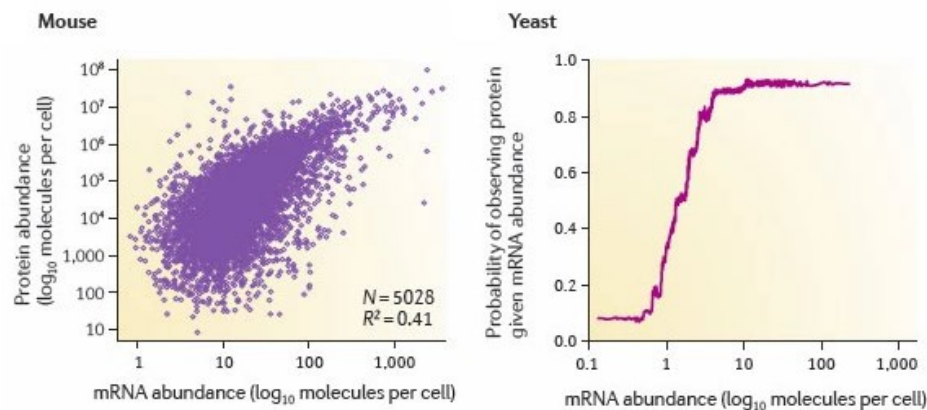 Mouse
Protein abundance
(log₁₀ molecules per cell)
10⁸
10⁷
10⁶
10⁵
10⁴
1,000
100
10
N = 5028
R² = 0.41
1 10 100 1,000
mRNA abundance (log₁₀ molecules per cell)
Yeast
Probability of observing protein
given mRNA abundance
1.0
0.8
0.6
0.4
0.2
0.0
0.1 1 10 100 1,000
mRNA abundance (log₁₀ molecules per cell)